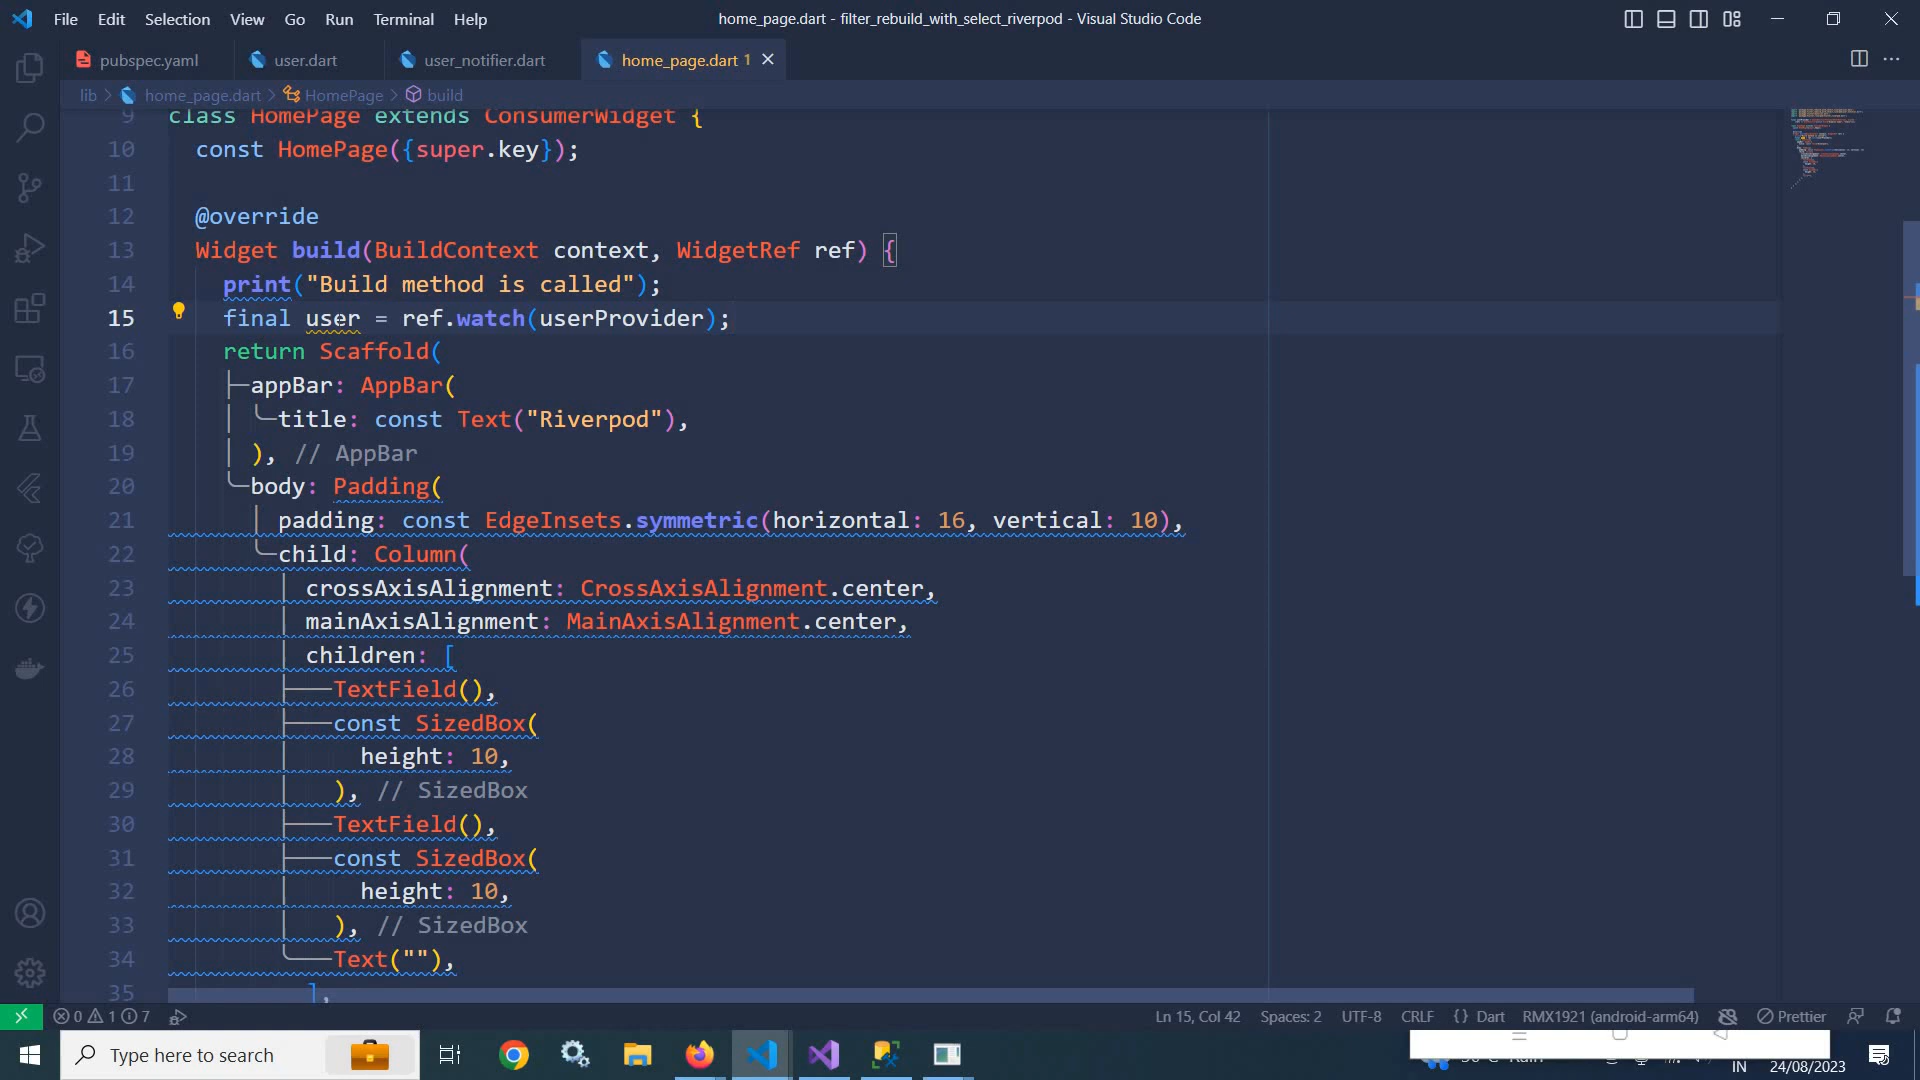 File Edit Selection View Go Run Terminal Help
home_page.dart - filter_rebuild_with_select_riverpod - Visual Studio Code
pubspec.yaml user.dart user_notifier.dart home_page.dart 1
lib > home_page.dart > HomePage > build
9 class HomePage extends ConsumerWidget {
10 const HomePage({super.key});
11
12 @override
13 Widget build(BuildContext context, WidgetRef ref) {
14 print("Build method is called");
15 final user = ref.watch(userProvider);
16 return Scaffold(
17 appBar: AppBar(
18 title: const Text("Riverpod"),
19 ), // AppBar
20 body: Padding(
21 padding: const EdgeInsets.symmetric(horizontal: 16, vertical: 10),
22 child: Column(
23 crossAxisAlignment: CrossAxisAlignment.center,
24 mainAxisAlignment: MainAxisAlignment.center,
25 children: [
26 TextField(),
27 const SizedBox(
28 height: 10,
29 ), // SizedBox
30 TextField(),
31 const SizedBox(
32 height: 10,
33 ), // SizedBox
34 Text(""),
35 ],
0 1 7 Ln 15, Col 42 Spaces: 2 UTF-8 CRLF {} Dart RMX1921 (android-arm64) Prettier
Type here to search
IN 24/08/2023